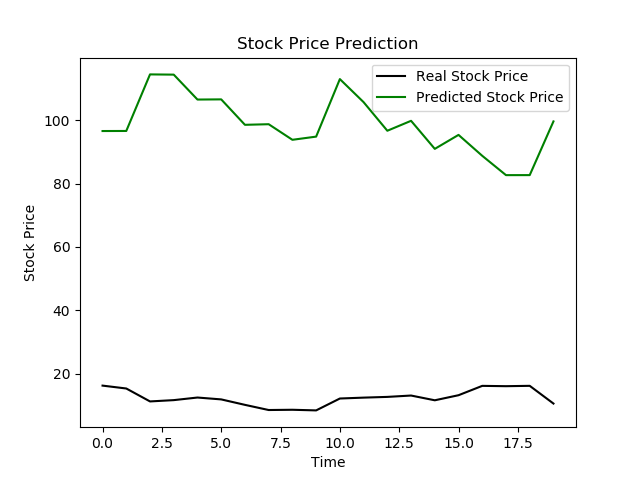 Stock Price Prediction
Real Stock Price
Predicted Stock Price
100
80
60
40
20
Stock Price
0.0 2.5 5.0 7.5 10.0 12.5 15.0 17.5
Time